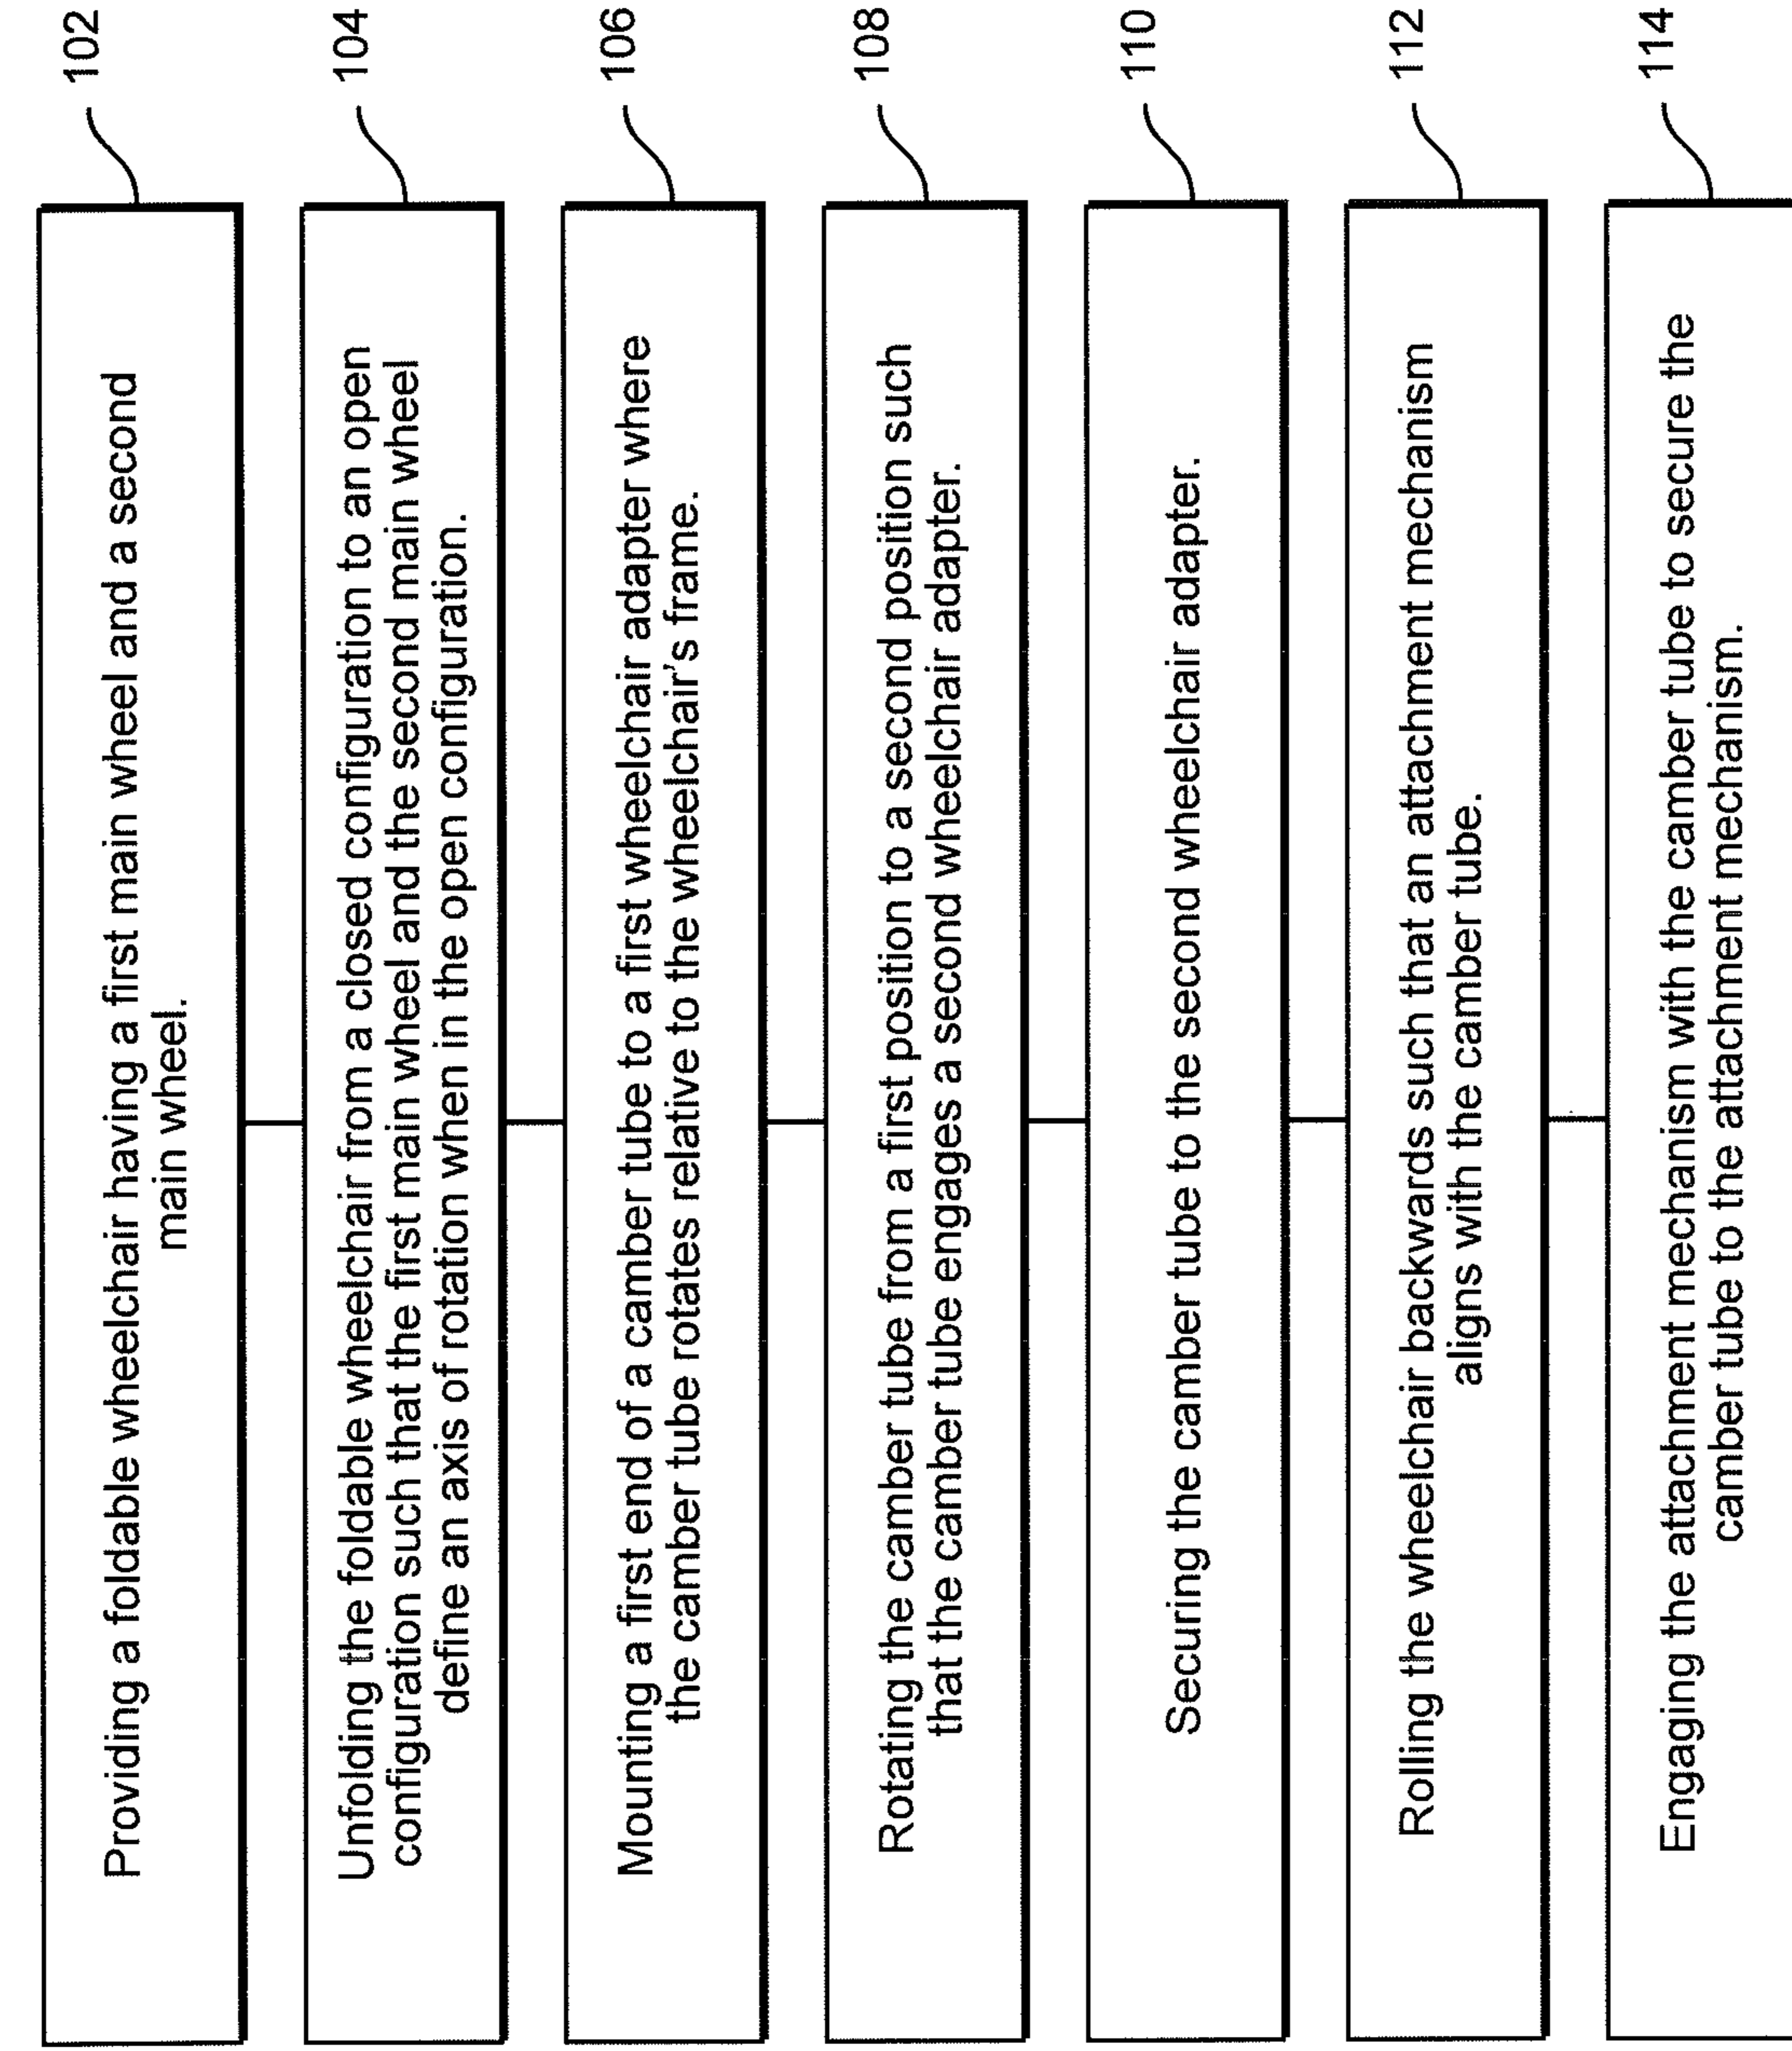 Providing a foldable wheelchair having a first main wheel and a second
main wheel.
102
Unfolding the foldable wheelchair from a closed configuration to an open
configuration such that the first main wheel and the second main wheel
define an axis of rotation when in the open configuration.
104
Mounting a first end of a camber tube to a first wheelchair adapter where
the camber tube rotates relative to the wheelchair's frame.
106
Rotating the camber tube from a first position to a second position such
that the camber tube engages a second wheelchair adapter.
108
Securing the camber tube to the second wheelchair adapter.
110
Rolling the wheelchair backwards such that an attachment mechanism
aligns with the camber tube.
112
Engaging the attachment mechanism with the camber tube to secure the
camber tube to the attachment mechanism.
114